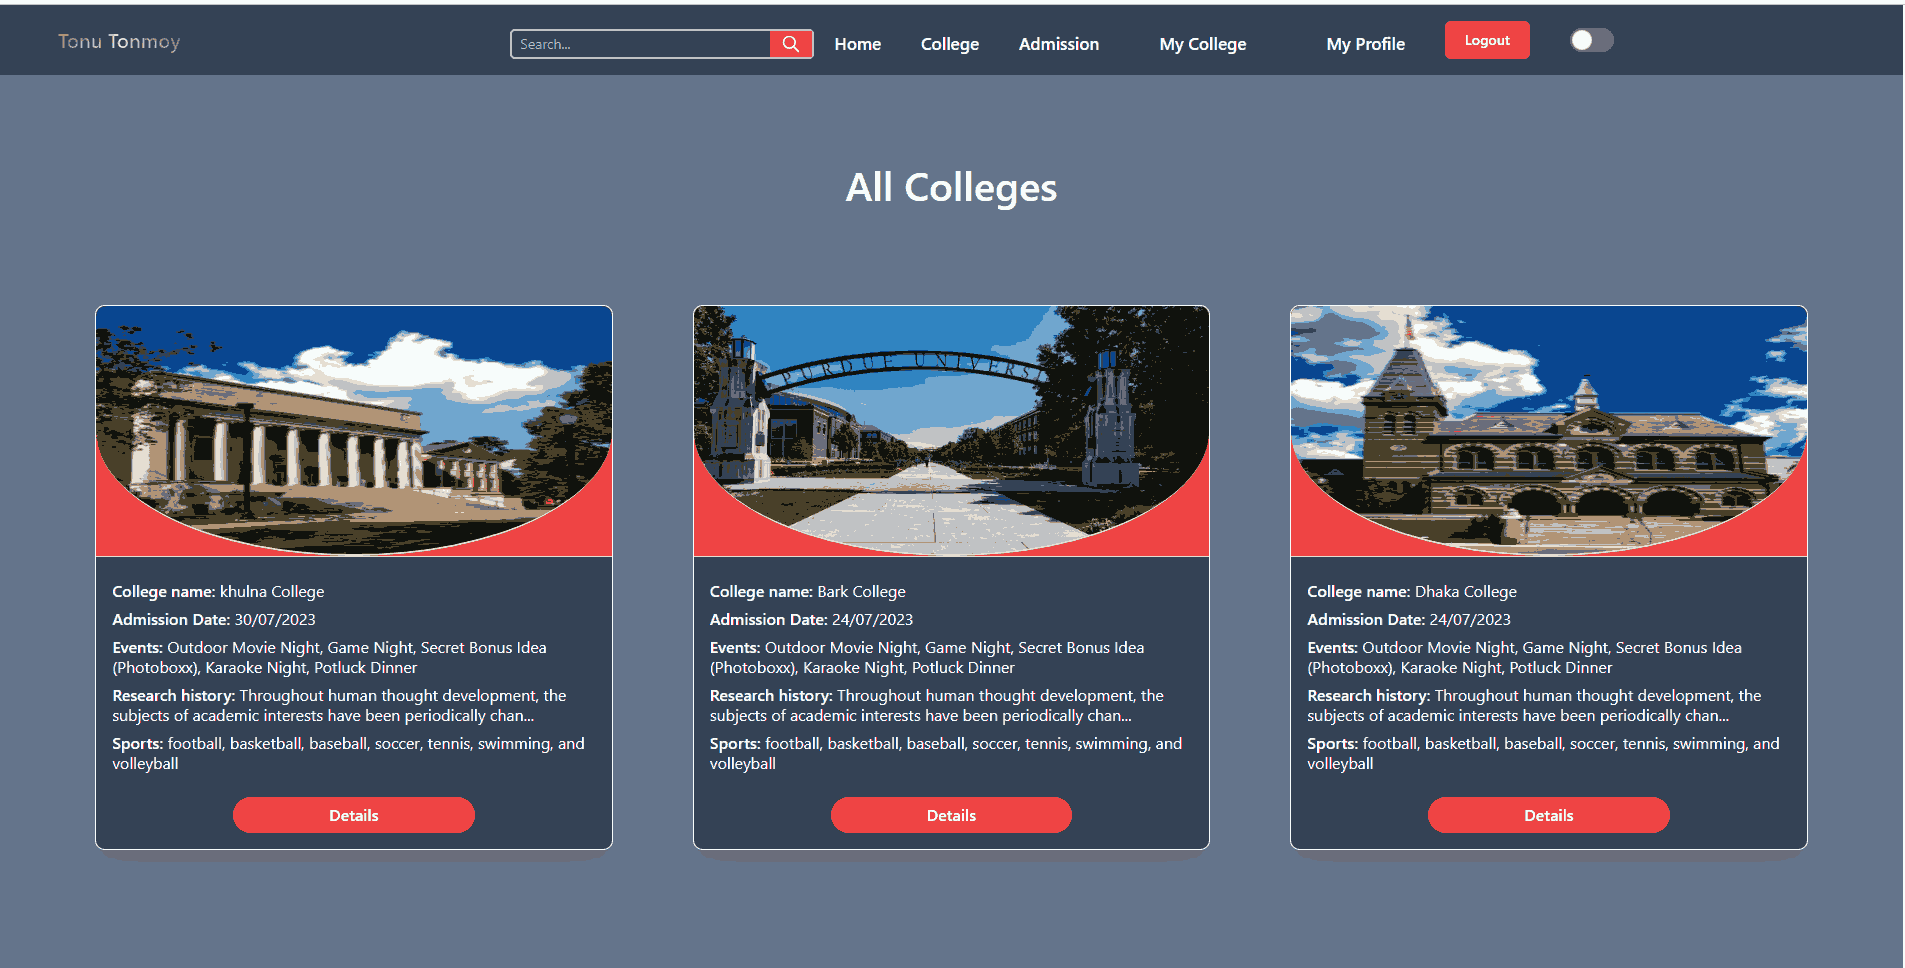 Tonu Tonmoy
Search...
Home
College
Admission
My College
My Profile
Logout
All Colleges
PURDUE UNIVERSI
College name: khulna College
Admission Date: 30/07/2023
Events: Outdoor Movie Night, Game Night, Secret Bonus Idea
(Photoboxx), Karaoke Night, Potluck Dinner
Research history: Throughout human thought development, the
subjects of academic interests have been periodically chan...
Sports: football, basketball, baseball, soccer, tennis, swimming, and
volleyball
Details
College name: Bark College
Admission Date: 24/07/2023
Events: Outdoor Movie Night, Game Night, Secret Bonus Idea
(Photoboxx), Karaoke Night, Potluck Dinner
Research history: Throughout human thought development, the
subjects of academic interests have been periodically chan...
Sports: football, basketball, baseball, soccer, tennis, swimming, and
volleyball
Details
College name: Dhaka College
Admission Date: 24/07/2023
Events: Outdoor Movie Night, Game Night, Secret Bonus Idea
(Photoboxx), Karaoke Night, Potluck Dinner
Research history: Throughout human thought development, the
subjects of academic interests have been periodically chan...
Sports: football, basketball, baseball, soccer, tennis, swimming, and
volleyball
Details